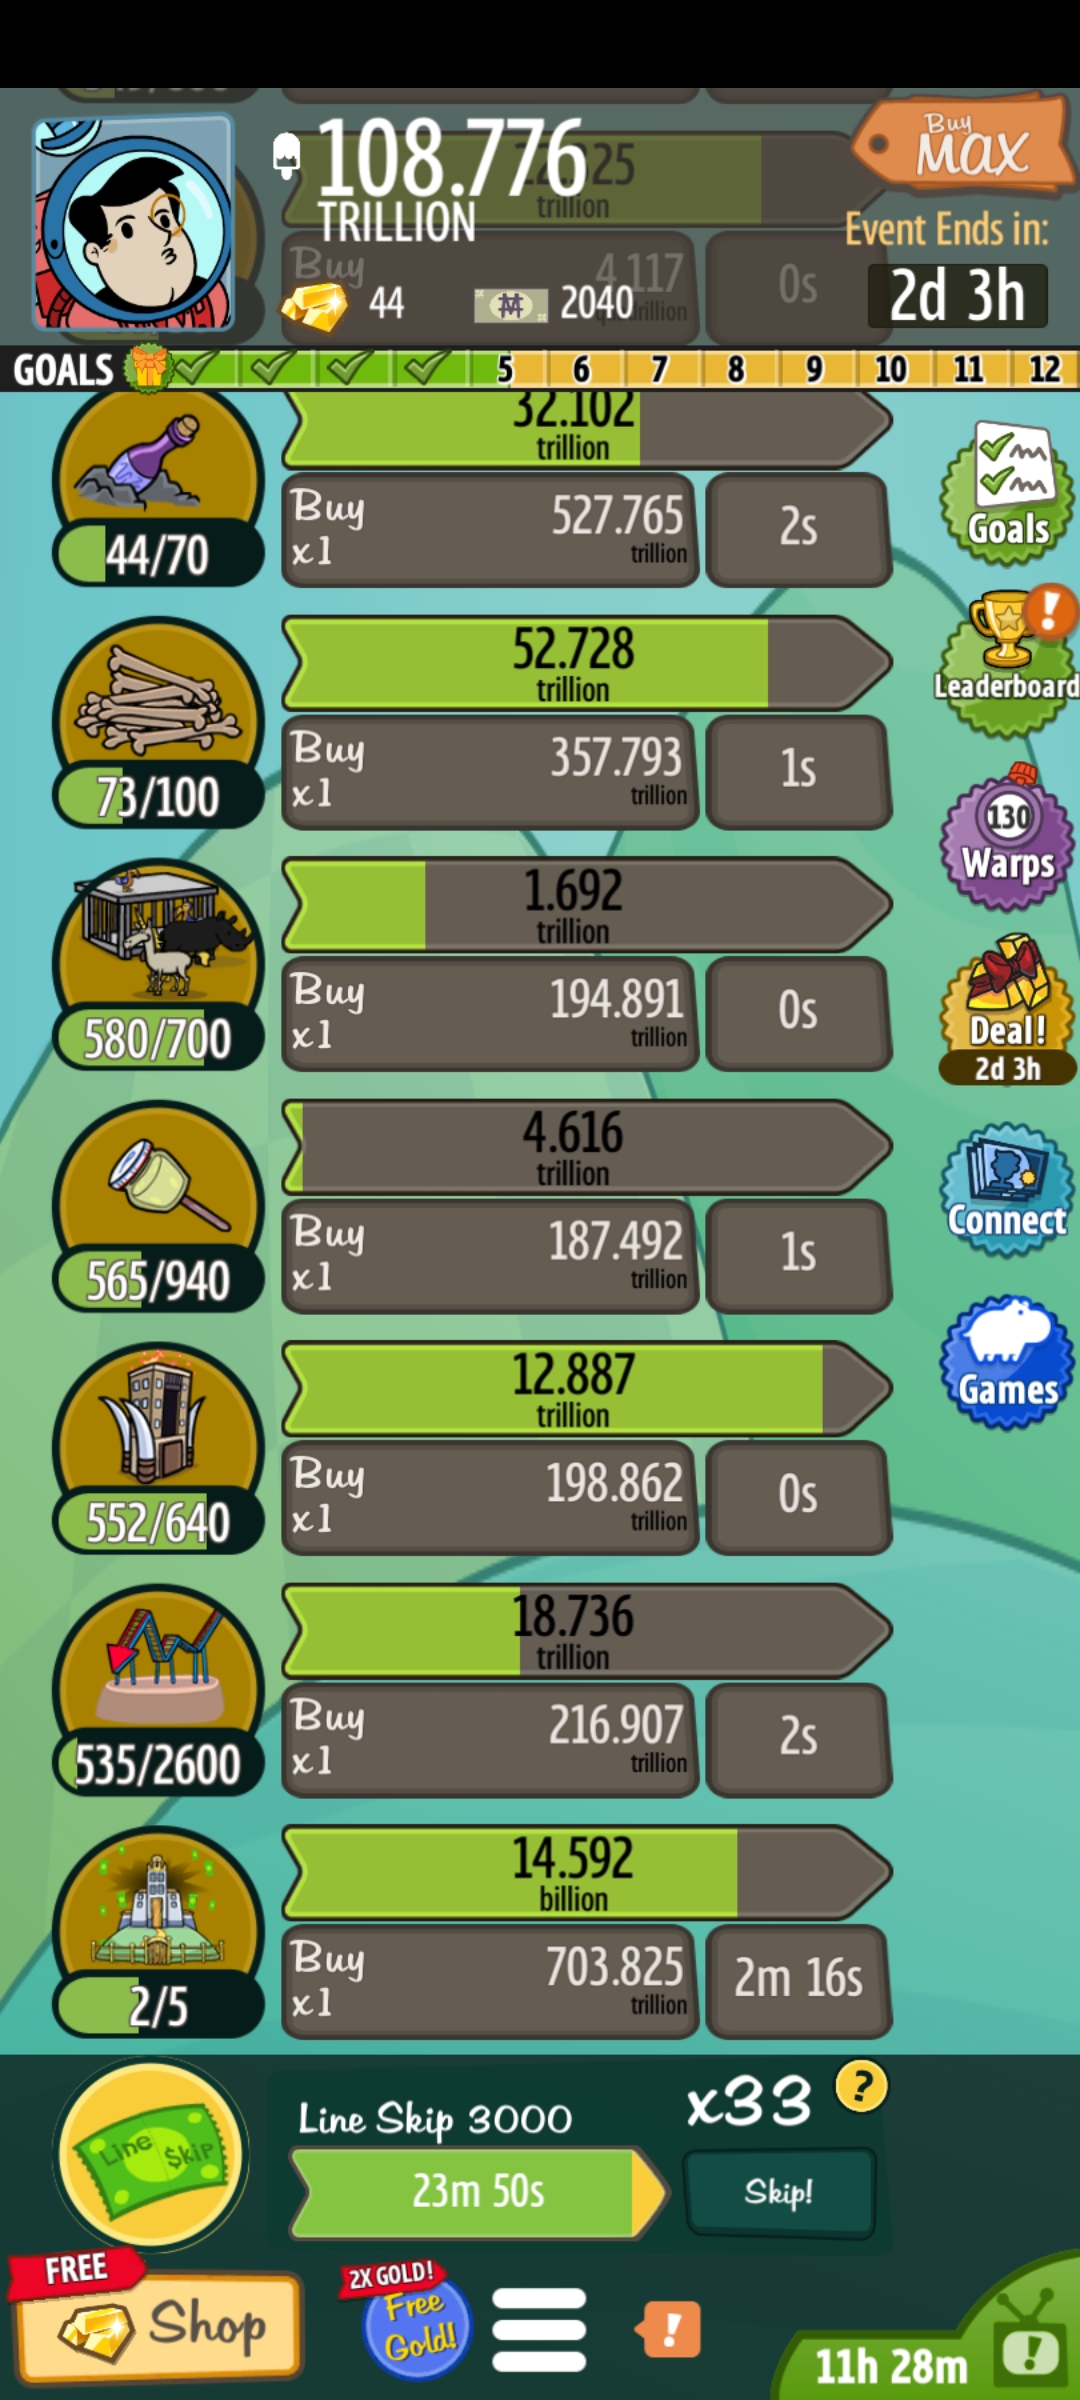 108.776
TRILLION
Buy
MAX
trillion
Event Ends in:
Buy
4.117
0s
44
2040
2d 3h
GOALS
5
6
7
8
9
10
11
12
32.102
trillion
Buy
x1
527.765
trillion
2s
44/70
Goals
52.728
trillion
Buy
x1
357.793
trillion
1s
73/100
Leaderboard
130
Warps
1.692
trillion
Buy
x1
194.891
trillion
0s
580/700
Deal!
2d 3h
4.616
trillion
Buy
x1
187.492
trillion
1s
565/940
Connect
12.887
trillion
Buy
x1
198.862
trillion
0s
552/640
Games
18.736
trillion
Buy
x1
216.907
trillion
2s
535/2600
14.592
billion
Buy
x1
703.825
trillion
2m 16s
2/5
Line $kip
Line Skip 3000
x33
?
23m 50s
Skip!
FREE
Shop
2X GOLD!
Free
Gold!
!
11h 28m
!